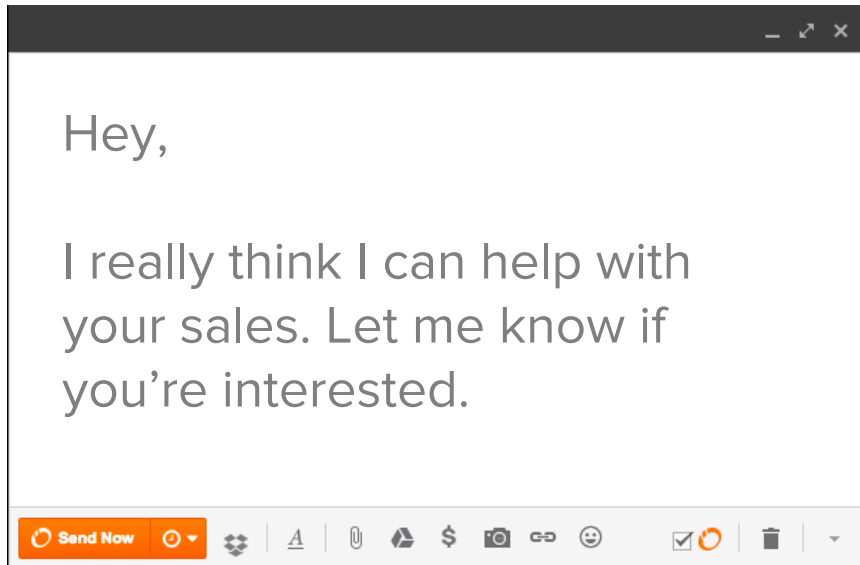 Hey,
I really think I can help with
your sales. Let me know if
you’re interested.
Send Now